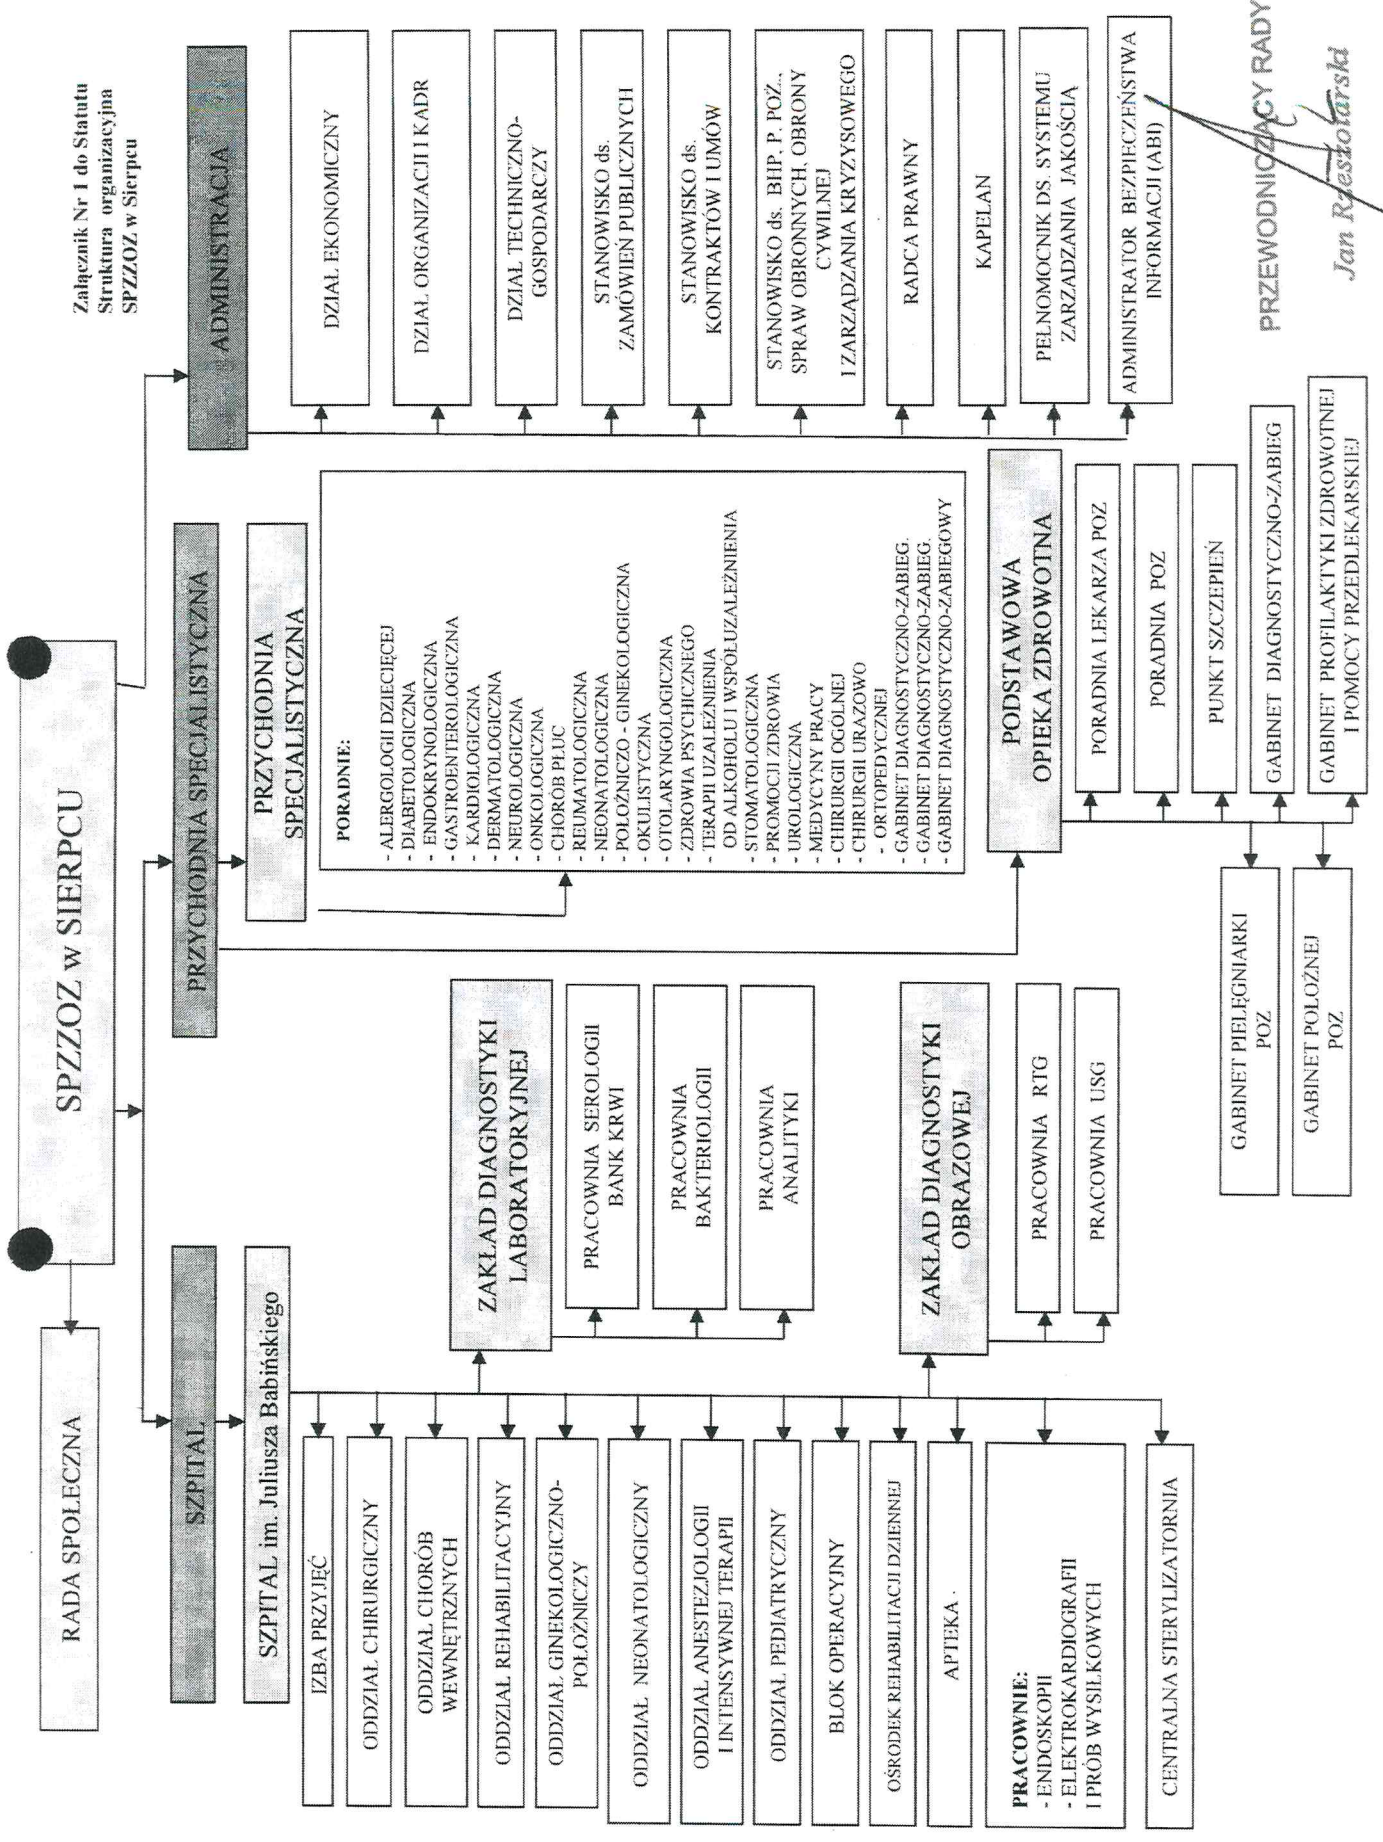 Załącznik Nr 1 do Statutu
Struktura organizacyjna
SPZZOZ w Sierpcu
SPZZOZ w SIERPCU
RADA SPOŁECZNA
SZPITAL
SZPITAL im. Juliusza Babińskiego
IZBA PRZYJĘĆ
ODDZIAŁ CHIRURGICZNY
ODDZIAŁ CHORÓB
WEWNĘTRZNYCH
ODDZIAŁ REHABILITACYJNY
ODDZIAŁ GINEKOLOGICZNO-
POŁOŻNICZY
ODDZIAŁ NEONATOLOGICZNY
ODDZIAŁ ANESTEZJOLOGII
I INTENSYWNEJ TERAPII
ODDZIAŁ PEDIATRYCZNY
BLOK OPERACYJNY
OŚRODEK REHABILITACJI DZIENNEJ
APTEKA
PRACOWNIE:
- ENDOSKOPII
- ELEKTROKARDIOGRAFII
I PRÓB WYSIŁKOWYCH
CENTRALNA STERYLIZATORNIA
ZAKŁAD DIAGNOSTYKI
LABORATORYJNEJ
PRACOWNIA SEROLOGII
BANK KRWI
PRACOWNIA
BAKTERIOLOGII
PRACOWNIA
ANALITYKI
ZAKŁAD DIAGNOSTYKI
OBRAZOWEJ
PRACOWNIA RTG
PRACOWNIA USG
PRZYCHODNIA SPECJALISTYCZNA
PRZYCHODNIA
SPECJALISTYCZNA
PORADNIE:
- ALERGOLOGII DZIECIĘCEJ
- DIABETOLOGICZNA
- ENDOKRYNOLOGICZNA
- GASTROENTEROLOGICZNA
- KARDIOLOGICZNA
- DERMATOLOGICZNA
- NEUROLOGICZNA
- ONKOLOGICZNA
- CHORÓB PŁUC
- REUMATOLOGICZNA
- NEONATOLOGICZNA
- POŁOŻNICZO - GINEKOLOGICZNA
- OKULISTYCZNA
- OTOLARYNGOLOGICZNA
- ZDROWIA PSYCHICZNEGO
- TERAPII UZALEŻNIENIA
OD ALKOHOLU I WSPÓŁUZALEŻNIENIA
- STOMATOLOGICZNA
- PROMOCJI ZDROWIA
- UROLOGICZNA
- MEDYCYNY PRACY
- CHIRURGII OGÓLNEJ
- CHIRURGII URAZOWO
- ORTOPEDYCZNEJ
- GABINET DIAGNOSTYCZNO-ZABIEG.
- GABINET DIAGNOSTYCZNO-ZABIEG.
- GABINET DIAGNOSTYCZNO-ZABIEGOWY
PODSTAWOWA
OPIEKA ZDROWOTNA
PORADNIA LEKARZA POZ
PORADNIA POZ
PUNKT SZCZEPIEŃ
GABINET DIAGNOSTYCZNO-ZABIEG
GABINET PROFILAKTYKI ZDROWOTNEJ
I POMOCY PRZEDLEKARSKIEJ
GABINET PIELĘGNIARKI
POZ
GABINET POŁOŻNEJ
POZ
ADMINISTRACJA
DZIAŁ EKONOMICZNY
DZIAŁ ORGANIZACJI I KADR
DZIAŁ TECHNICZNO-
GOSPODARCZY
STANOWISKO ds.
ZAMÓWIEŃ PUBLICZNYCH
STANOWISKO ds.
KONTRAKTÓW I UMÓW
STANOWISKO ds. BHP, P. POŻ.,
SPRAW OBRONNYCH, OBRONY
CYWILNEJ
I ZARZĄDZANIA KRYZYSOWEGO
RADCA PRAWNY
KAPELAN
PEŁNOMOCNIK DS. SYSTEMU
ZARZADZANIA JAKOŚCIĄ
ADMINISTRATOR BEZPIECZEŃSTWA
INFORMACJI (ABI)
PRZEWODNICZĄCY RADY
Jan Rzeszotarski